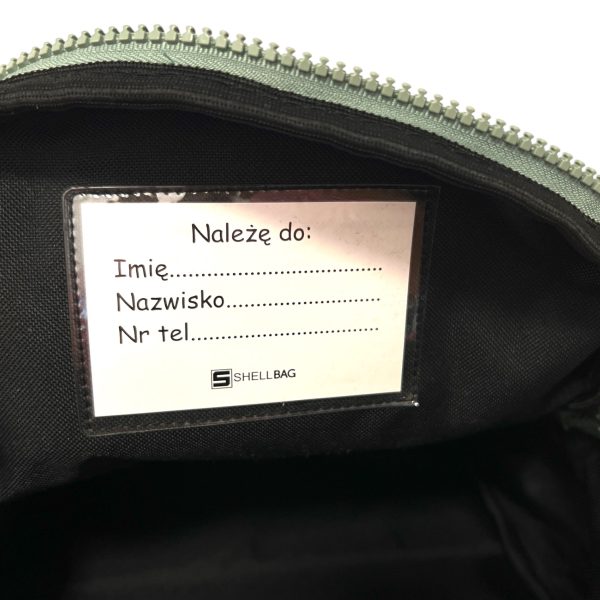 Należę do:
Imię....................................
Nazwisko..........................
Nr tel................................
S SHELLBAG